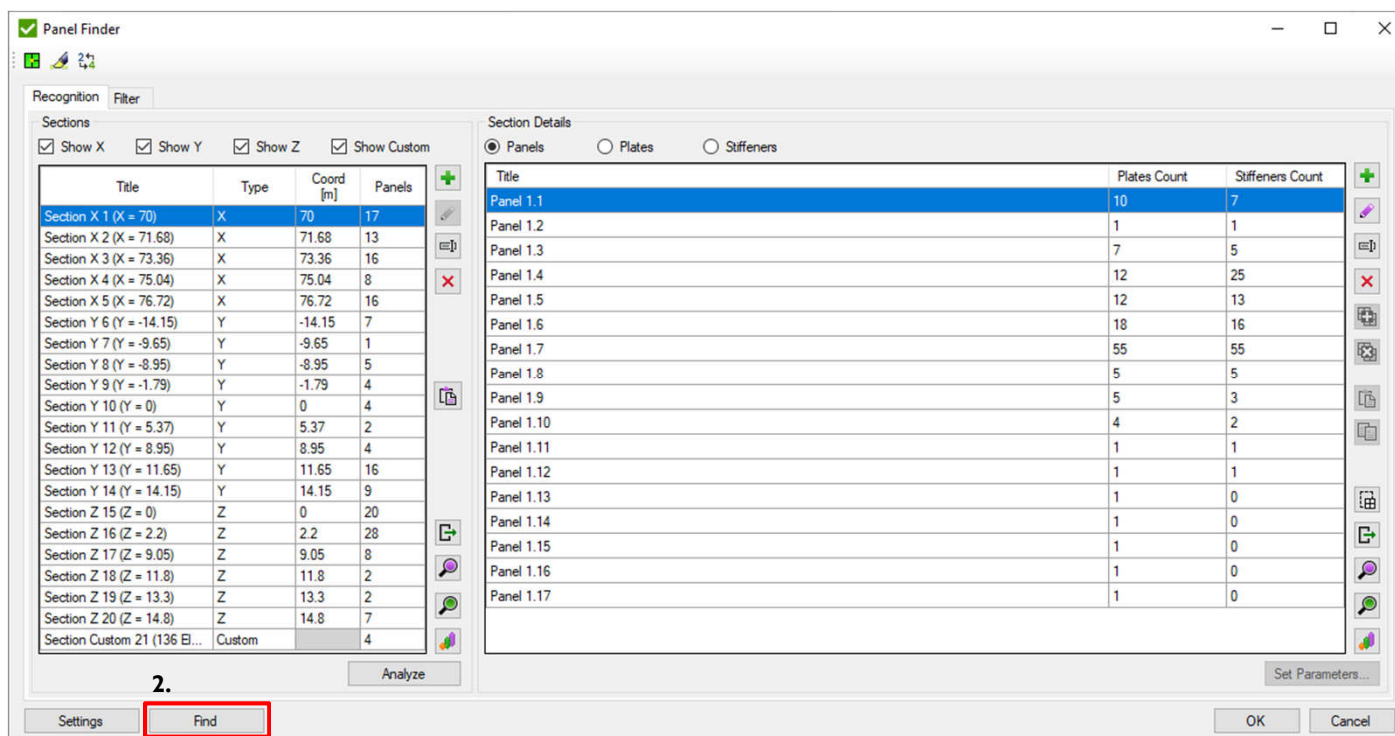 Panel Finder
Recognition Filter
Sections
Show X Show Y Show Z Show Custom
Title Type Coord [m] Panels
Section X 1 (X = 70) X 70 17
Section X 2 (X = 71.68) X 71.68 13
Section X 3 (X = 73.36) X 73.36 16
Section X 4 (X = 75.04) X 75.04 8
Section X 5 (X = 76.72) X 76.72 16
Section Y 6 (Y = -14.15) Y -14.15 7
Section Y 7 (Y = -9.65) Y -9.65 1
Section Y 8 (Y = -8.95) Y -8.95 5
Section Y 9 (Y = -1.79) Y -1.79 4
Section Y 10 (Y = 0) Y 0 4
Section Y 11 (Y = 5.37) Y 5.37 2
Section Y 12 (Y = 8.95) Y 8.95 4
Section Y 13 (Y = 11.65) Y 11.65 16
Section Y 14 (Y = 14.15) Y 14.15 9
Section Z 15 (Z = 0) Z 0 20
Section Z 16 (Z = 2.2) Z 2.2 28
Section Z 17 (Z = 9.05) Z 9.05 8
Section Z 18 (Z = 11.8) Z 11.8 2
Section Z 19 (Z = 13.3) Z 13.3 2
Section Z 20 (Z = 14.8) Z 14.8 7
Section Custom 21 (136 El... Custom 4
Analyze
Section Details
Panels Plates Stiffeners
Title Plates Count Stiffeners Count
Panel 1.1 10 7
Panel 1.2 1 1
Panel 1.3 7 5
Panel 1.4 12 25
Panel 1.5 12 13
Panel 1.6 18 16
Panel 1.7 55 55
Panel 1.8 5 5
Panel 1.9 5 3
Panel 1.10 4 2
Panel 1.11 1 1
Panel 1.12 1 1
Panel 1.13 1 0
Panel 1.14 1 0
Panel 1.15 1 0
Panel 1.16 1 0
Panel 1.17 1 0
Set Parameters...
2.
Settings Find OK Cancel